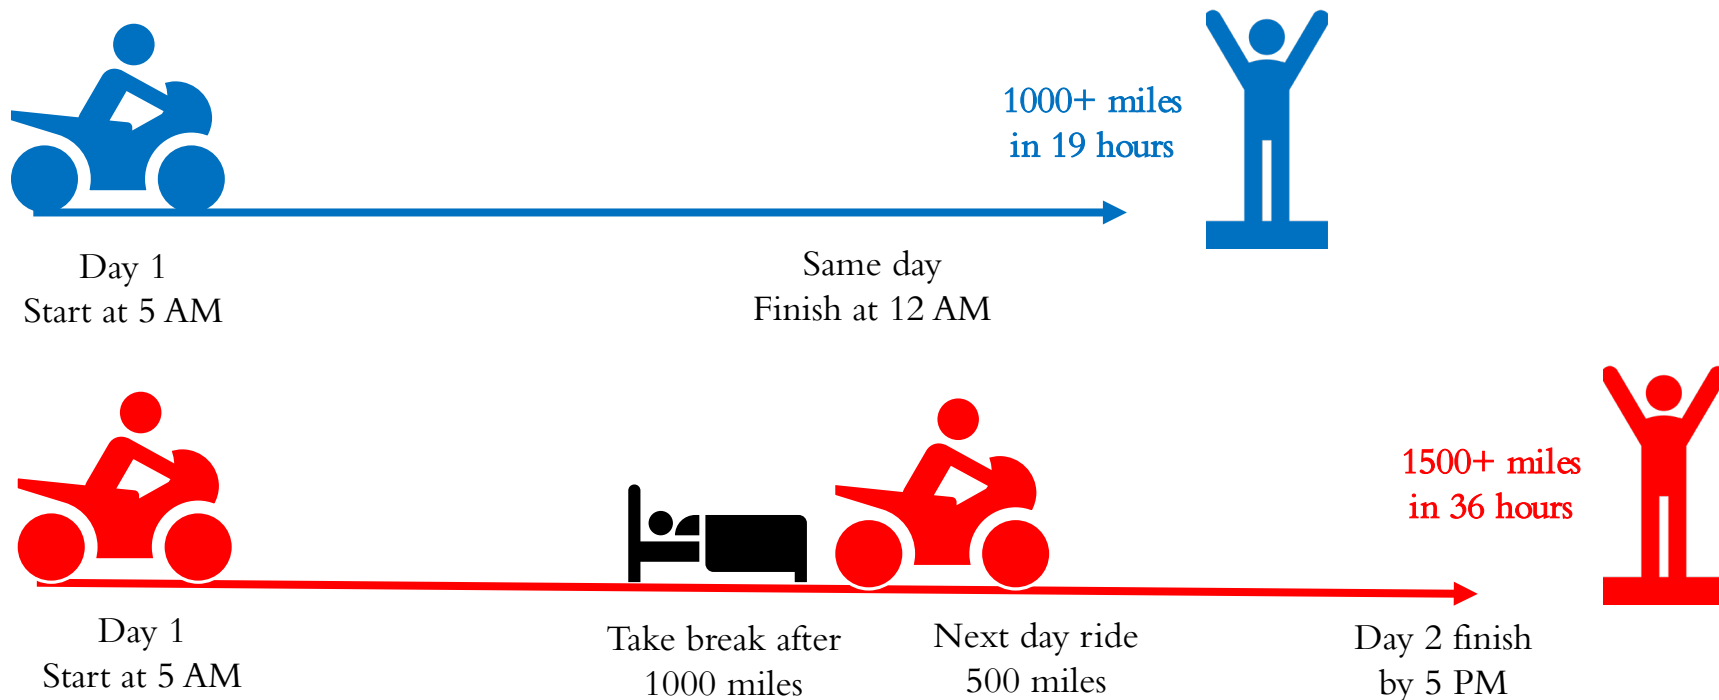 1000+ miles
in 19 hours
Day 1
Start at 5 AM
Same day
Finish at 12 AM
1500+ miles
in 36 hours
Day 1
Start at 5 AM
Take break after
1000 miles
Next day ride
500 miles
Day 2 finish
by 5 PM